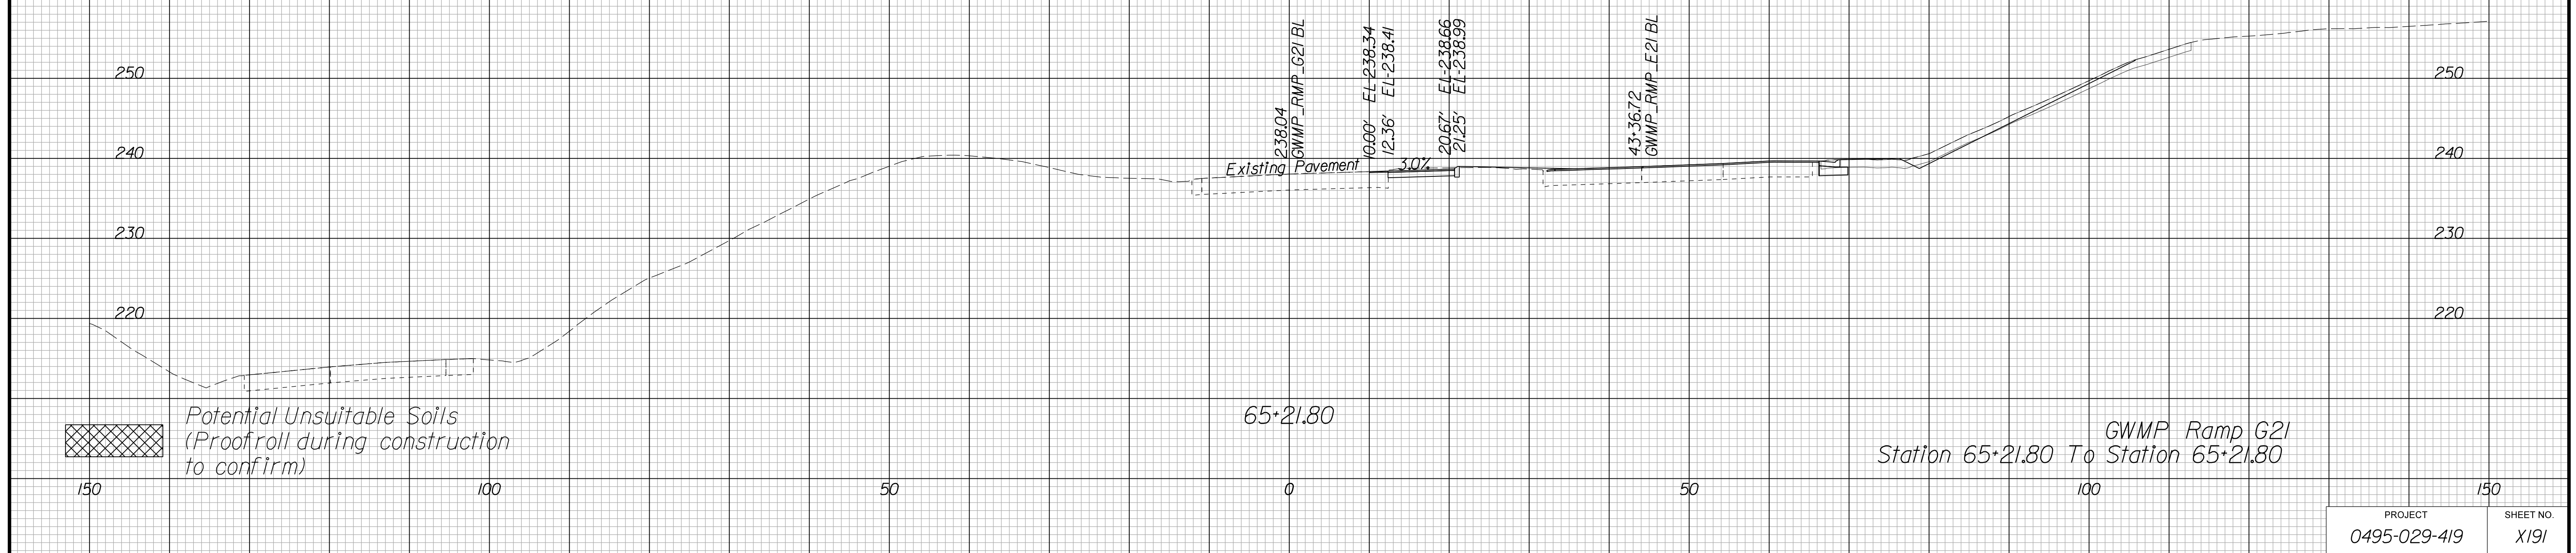 238.04
GWMP_RMP_G21 BL
10.00' EL-238.34
12.36' EL-238.41
20.67' EL-238.66
21.25' EL-238.99
43+36.72
GWMP_RMP_E21 BL
250 250
240 Existing Pavement 3.0% 240
230 230
220 220
Potential Unsuitable Soils
(Proofroll during construction
to confirm)
65+21.80
GWMP Ramp G21
Station 65+21.80 To Station 65+21.80
150 100 50 0 50 100 150
PROJECT
0495-029-419
SHEET NO.
X191